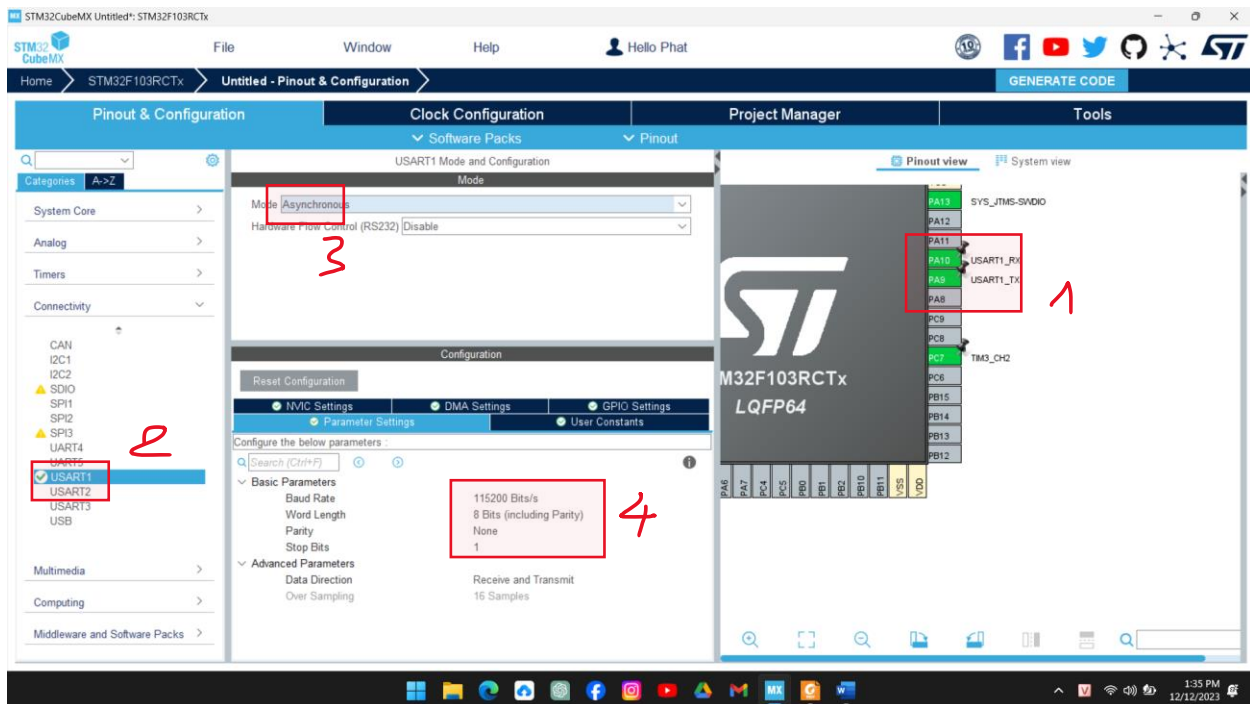 STM32CubeMX Untitled*: STM32F103RCTx
STM32
CubeMX
File Window Help Hello Phat
Home STM32F103RCTx Untitled - Pinout & Configuration GENERATE CODE
Pinout & Configuration Clock Configuration Project Manager Tools
Software Packs Pinout
Categories A->Z
System Core
Analog
Timers
Connectivity
CAN
I2C1
I2C2
SDIO
SPI1
SPI2
SPI3
UART4
UART5
USART1
USART2
USART3
USB
Multimedia
Computing
Middleware and Software Packs
2
USART1 Mode and Configuration
Mode
Mode Asynchronous
Hardware Flow Control (RS232) Disable
3
Configuration
Reset Configuration
NVIC Settings DMA Settings GPIO Settings
Parameter Settings User Constants
Configure the below parameters :
Search (Ctrl+F)
Basic Parameters
Baud Rate 115200 Bits/s
Word Length 8 Bits (including Parity)
Parity None
Stop Bits 1
Advanced Parameters
Data Direction Receive and Transmit
Over Sampling 16 Samples
4
Pinout view System view
PA13 SYS_JTMS-SWDIO
PA12
PA11
PA10 USART1_RX
PA9 USART1_TX
PA8
PC9
PC8
PC7 TIM3_CH2
PC6
PB15
PB14
PB13
PB12
1
M32F103RCTx
LQFP64
PA6 PA7 PC4 PC5 PB0 PB1 PB2 PB10 PB11 VSS VDD
MX
1:35 PM
12/12/2023